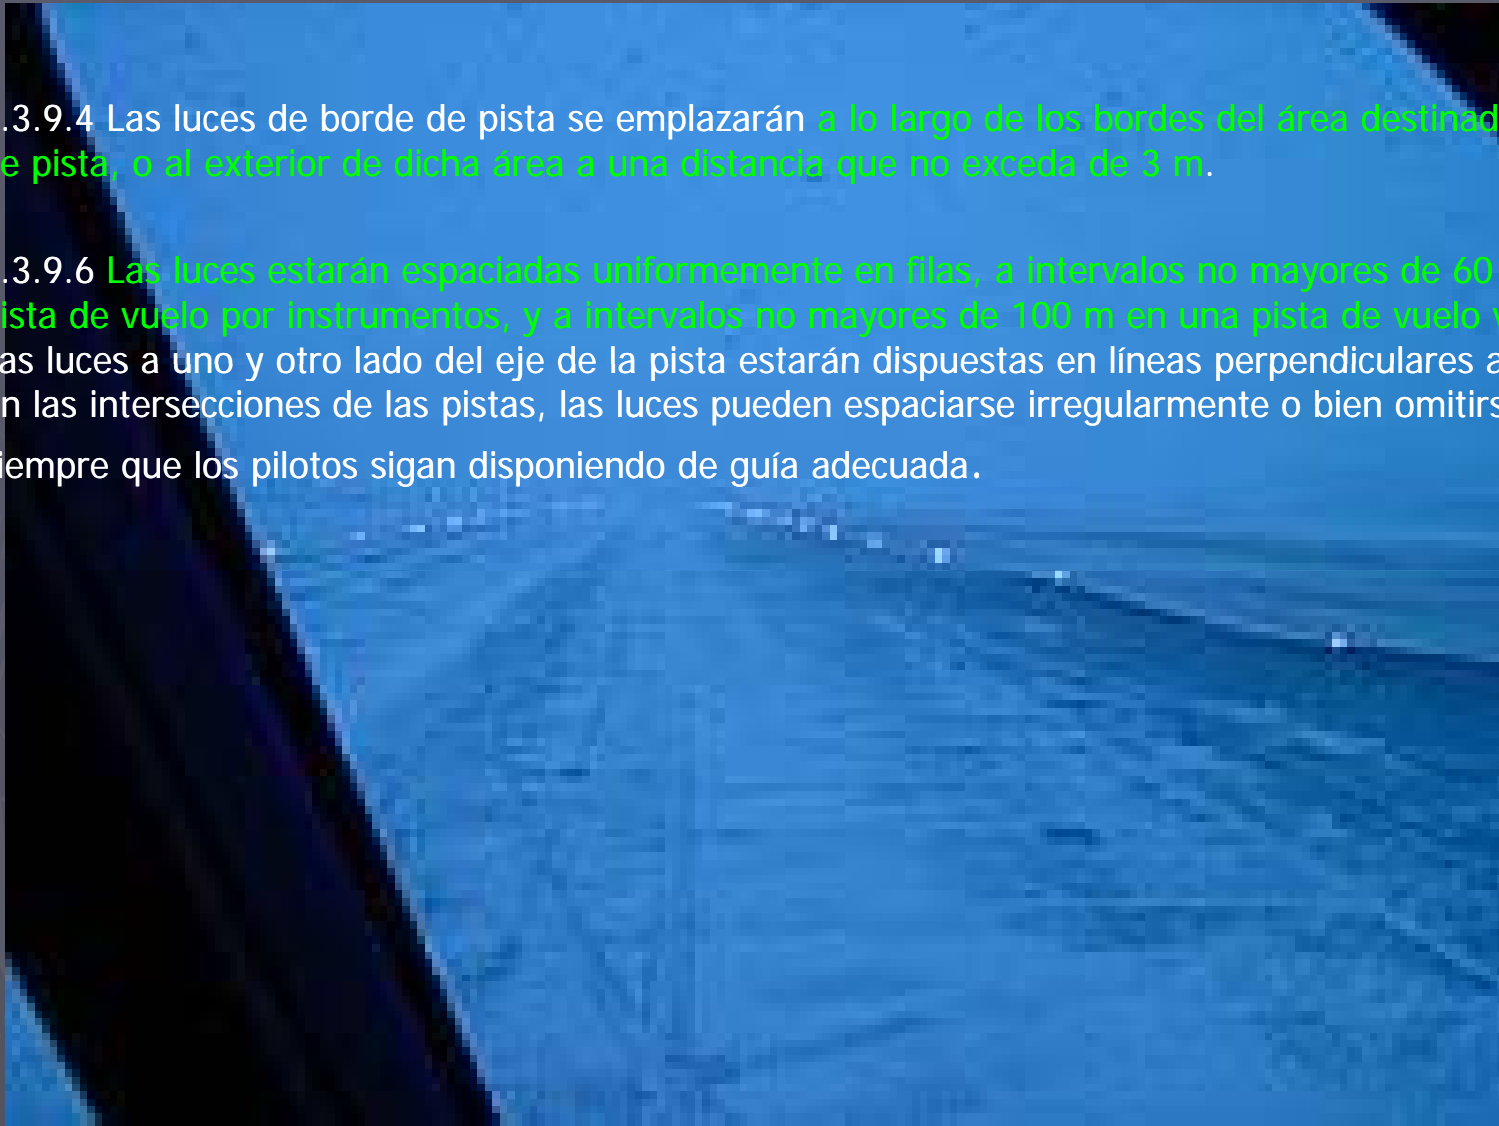 .3.9.4 Las luces de borde de pista se emplazarán a lo largo de los bordes del área destinad
e pista, o al exterior de dicha área a una distancia que no exceda de 3 m.
.3.9.6 Las luces estarán espaciadas uniformemente en filas, a intervalos no mayores de 60
ista de vuelo por instrumentos, y a intervalos no mayores de 100 m en una pista de vuelo v
as luces a uno y otro lado del eje de la pista estarán dispuestas en líneas perpendiculares a
n las intersecciones de las pistas, las luces pueden espaciarse irregularmente o bien omitirs
iempre que los pilotos sigan disponiendo de guía adecuada.